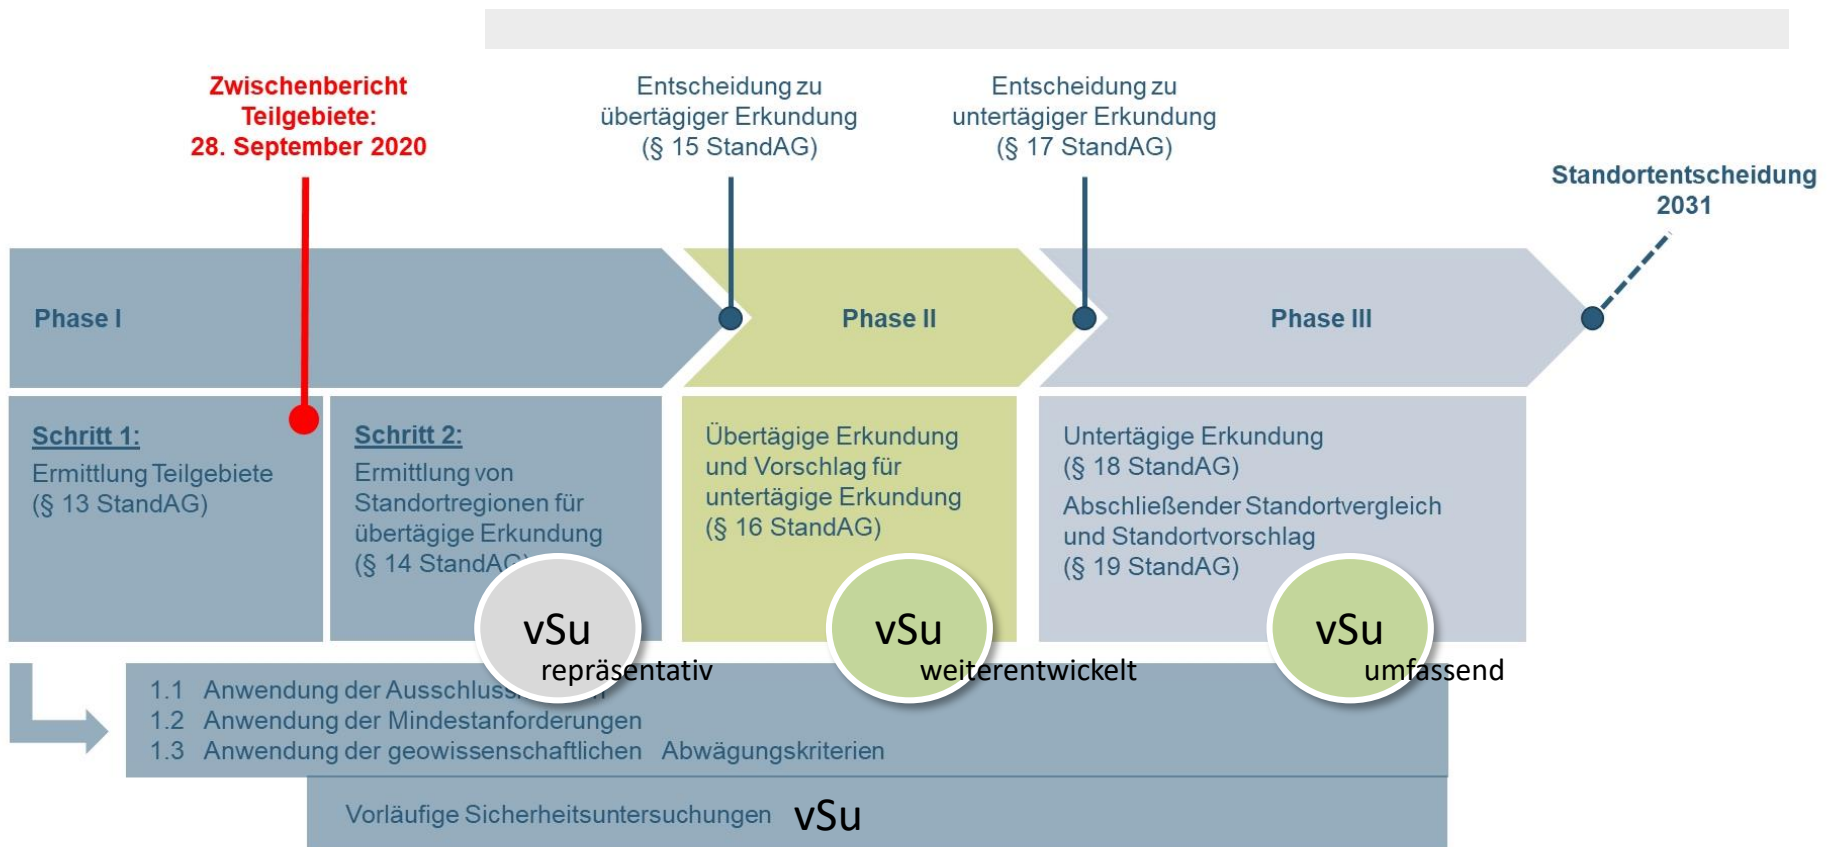 Zwischenbericht
Teilgebiete:
28. September 2020
Entscheidung zu
übertägiger Erkundung
(§ 15 StandAG)
Entscheidung zu
untertägiger Erkundung
(§ 17 StandAG)
Standortentscheidung
2031
Phase I
Phase II
Phase III
Schritt 1:
Ermittlung Teilgebiete
(§ 13 StandAG)
Schritt 2:
Ermittlung von
Standortregionen für
übertägige Erkundung
(§ 14 StandAG)
vSu
repräsentativ
Übertägige Erkundung
und Vorschlag für
untertägige Erkundung
(§ 16 StandAG)
vSu
weiterentwickelt
Untertägige Erkundung
(§ 18 StandAG)
Abschließender Standortvergleich
und Standortvorschlag
(§ 19 StandAG)
vSu
umfassend
1.1 Anwendung der
1.2 Anwendung der Mindestanforderungen
1.3 Anwendung der geowissenschaftlichen Abwägungskriterien
Vorläufige Sicherheitsuntersuchungen vSu